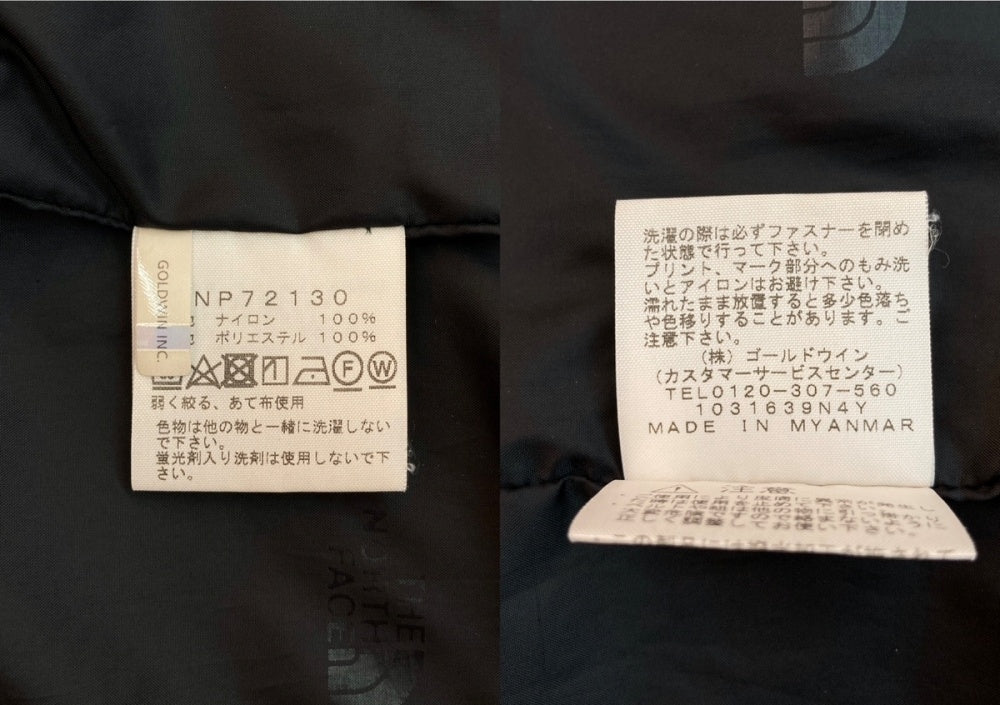 GOLDWIN INC.
NP72130
ナイロン 100%
ポリエステル 100%
F W
弱く絞る、あて布使用
色物は他の物と一緒に洗濯しない
で下さい。
蛍光剤入り洗剤は使用しないで下
さい。
THE
NORTH
FACE
洗濯の際は必ずファスナーを閉め
た状態で行って下さい。
プリント、マーク部分へのもみ洗
いとアイロンはお避け下さい。
濡れたまま放置すると多少色落ち
や色移りすることがあります。ご
注意下さい。
(株)ゴールドウイン
(カスタマーサービスセンター)
TEL0120-307-560
1031639N4Y
MADE IN MYANMAR
注意